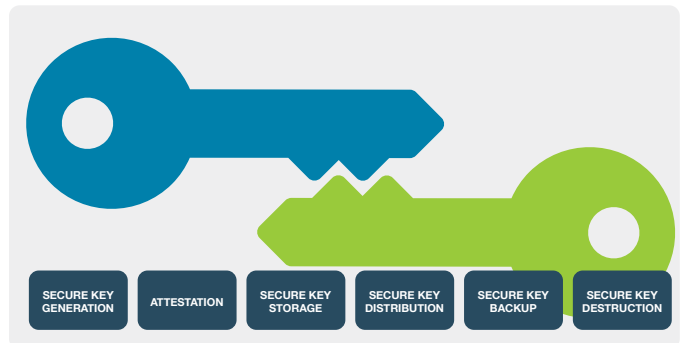 SECURE KEY
GENERATION
ATTESTATION
SECURE KEY
STORAGE
SECURE KEY
DISTRIBUTION
SECURE KEY
BACKUP
SECURE KEY
DESTRUCTION